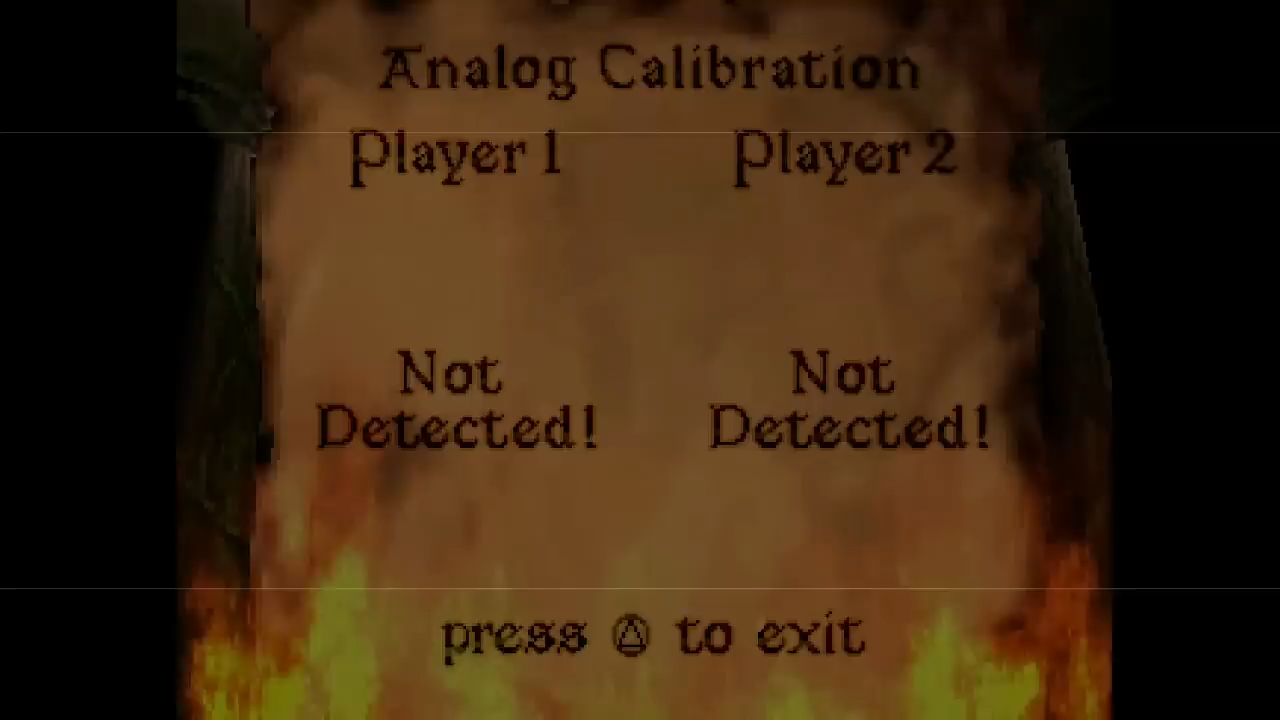 Analog Calibration
Player 1
Player 2
Not
Detected!
Not
Detected!
press Ⓐ to exit